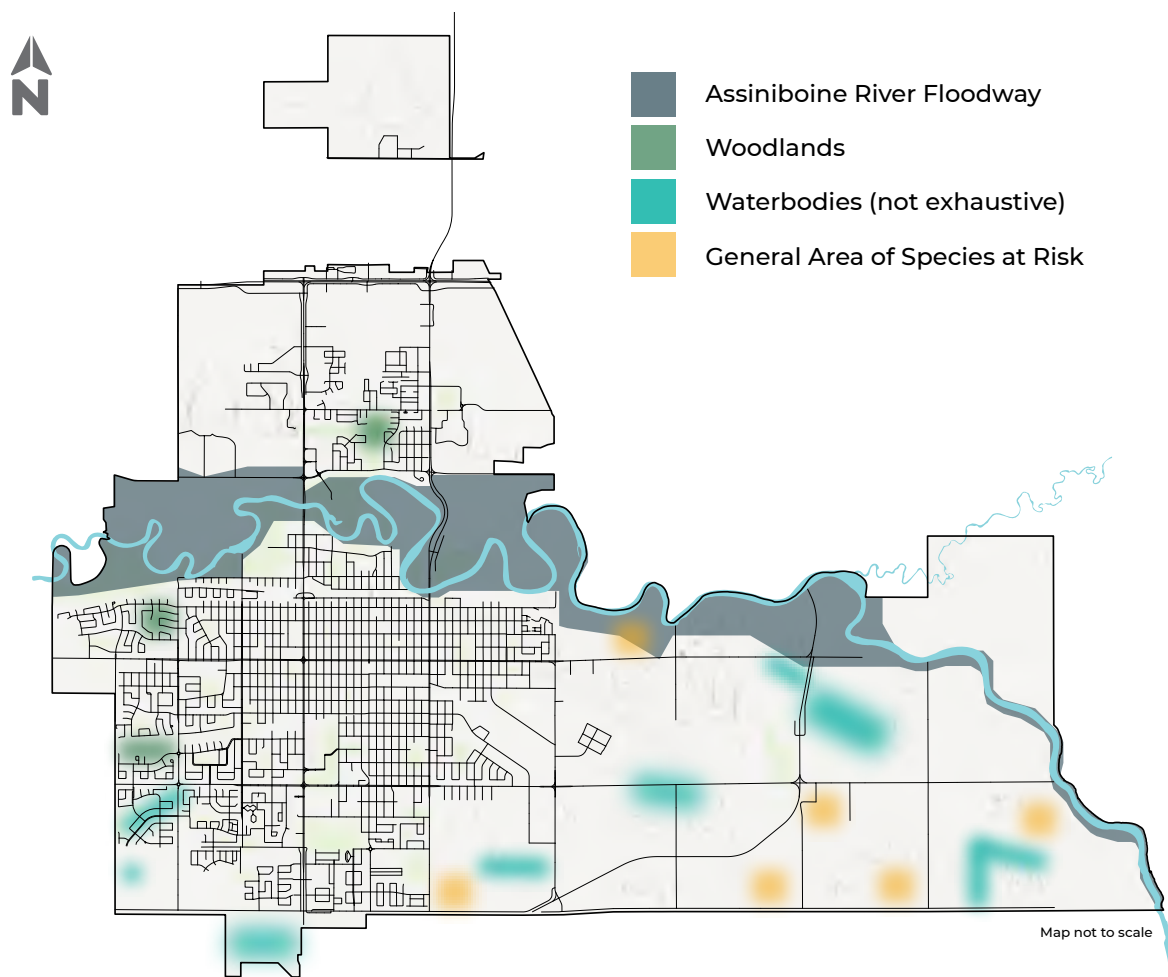 N
Assiniboine River Floodway
Woodlands
Waterbodies (not exhaustive)
General Area of Species at Risk
Map not to scale